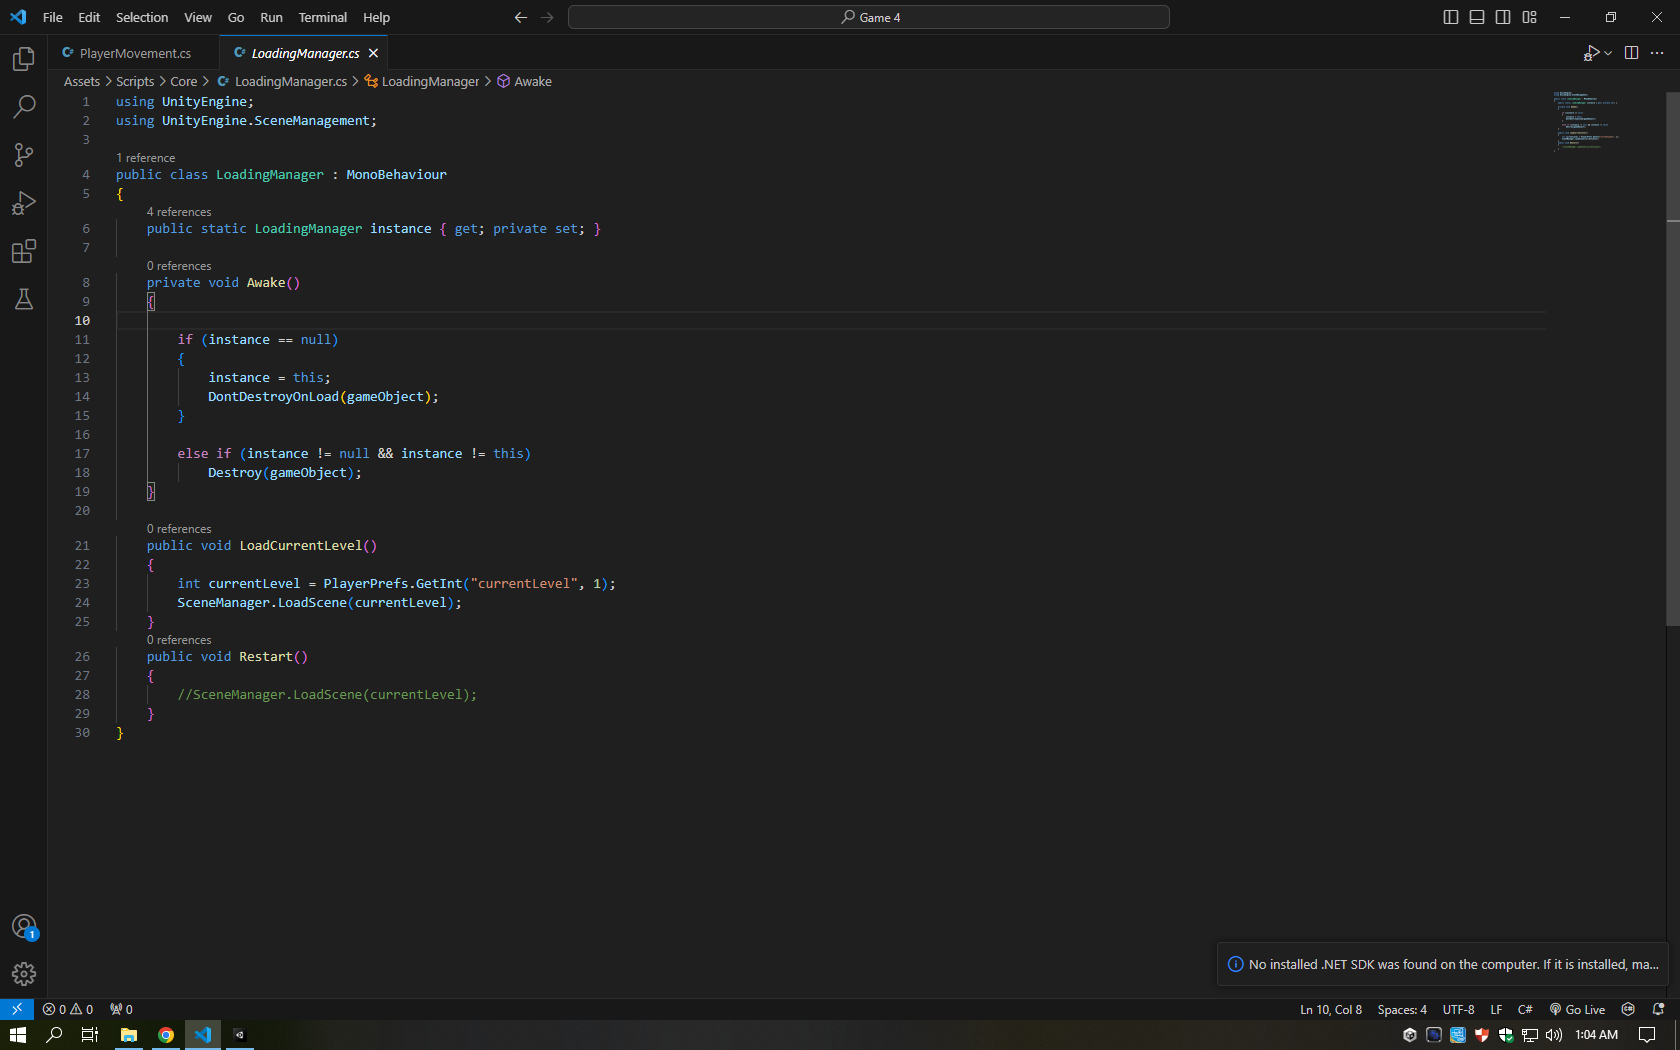 File Edit Selection View Go Run Terminal Help
Game 4
PlayerMovement.cs
LoadingManager.cs
Assets > Scripts > Core > LoadingManager.cs > LoadingManager > Awake
1 using UnityEngine;
2 using UnityEngine.SceneManagement;
3
1 reference
4 public class LoadingManager : MonoBehaviour
5 {
4 references
6 public static LoadingManager instance { get; private set; }
7
0 references
8 private void Awake()
9 {
10
11 if (instance == null)
12 {
13 instance = this;
14 DontDestroyOnLoad(gameObject);
15 }
16
17 else if (instance != null && instance != this)
18 Destroy(gameObject);
19 }
20
0 references
21 public void LoadCurrentLevel()
22 {
23 int currentLevel = PlayerPrefs.GetInt("currentLevel", 1);
24 SceneManager.LoadScene(currentLevel);
25 }
0 references
26 public void Restart()
27 {
28 //SceneManager.LoadScene(currentLevel);
29 }
30 }
1
No installed .NET SDK was found on the computer. If it is installed, ma...
0 0 0
Ln 10, Col 8 Spaces: 4 UTF-8 LF C# Go Live
1:04 AM